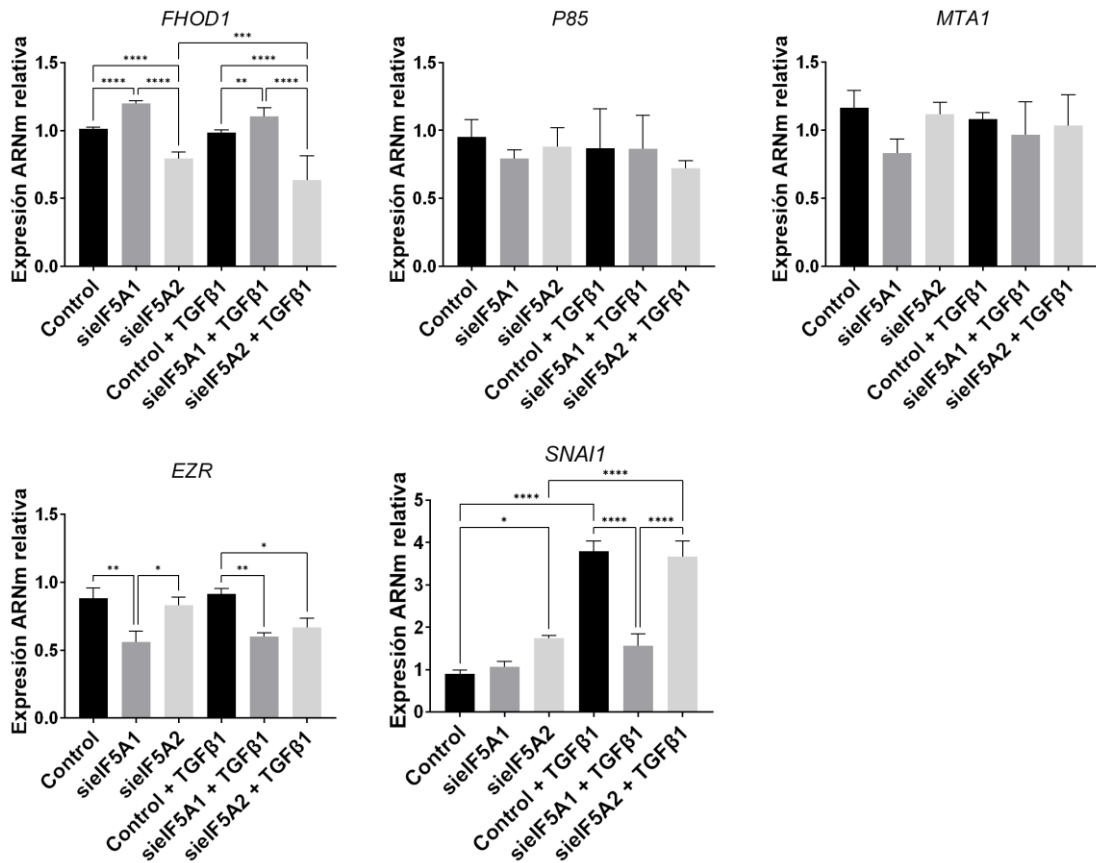 FHOD1
Expresión ARNm relativa
1.5
1.0
0.5
0.0
***
**** ****
**** **** ** ****
Control
sieIF5A1
sieIF5A2
Control + TGFβ1
sieIF5A1 + TGFβ1
sieIF5A2 + TGFβ1
P85
Expresión ARNm relativa
1.5
1.0
0.5
0.0
Control
sieIF5A1
sieIF5A2
Control + TGFβ1
sieIF5A1 + TGFβ1
sieIF5A2 + TGFβ1
MTA1
Expresión ARNm relativa
1.5
1.0
0.5
0.0
Control
sieIF5A1
sieIF5A2
Control + TGFβ1
sieIF5A1 + TGFβ1
sieIF5A2 + TGFβ1
EZR
Expresión ARNm relativa
1.5
1.0
0.5
0.0
*
** * **
Control
sieIF5A1
sieIF5A2
Control + TGFβ1
sieIF5A1 + TGFβ1
sieIF5A2 + TGFβ1
SNAI1
Expresión ARNm relativa
5
4
3
2
1
0
****
****
* **** ****
Control
sieIF5A1
sieIF5A2
Control + TGFβ1
sieIF5A1 + TGFβ1
sieIF5A2 + TGFβ1